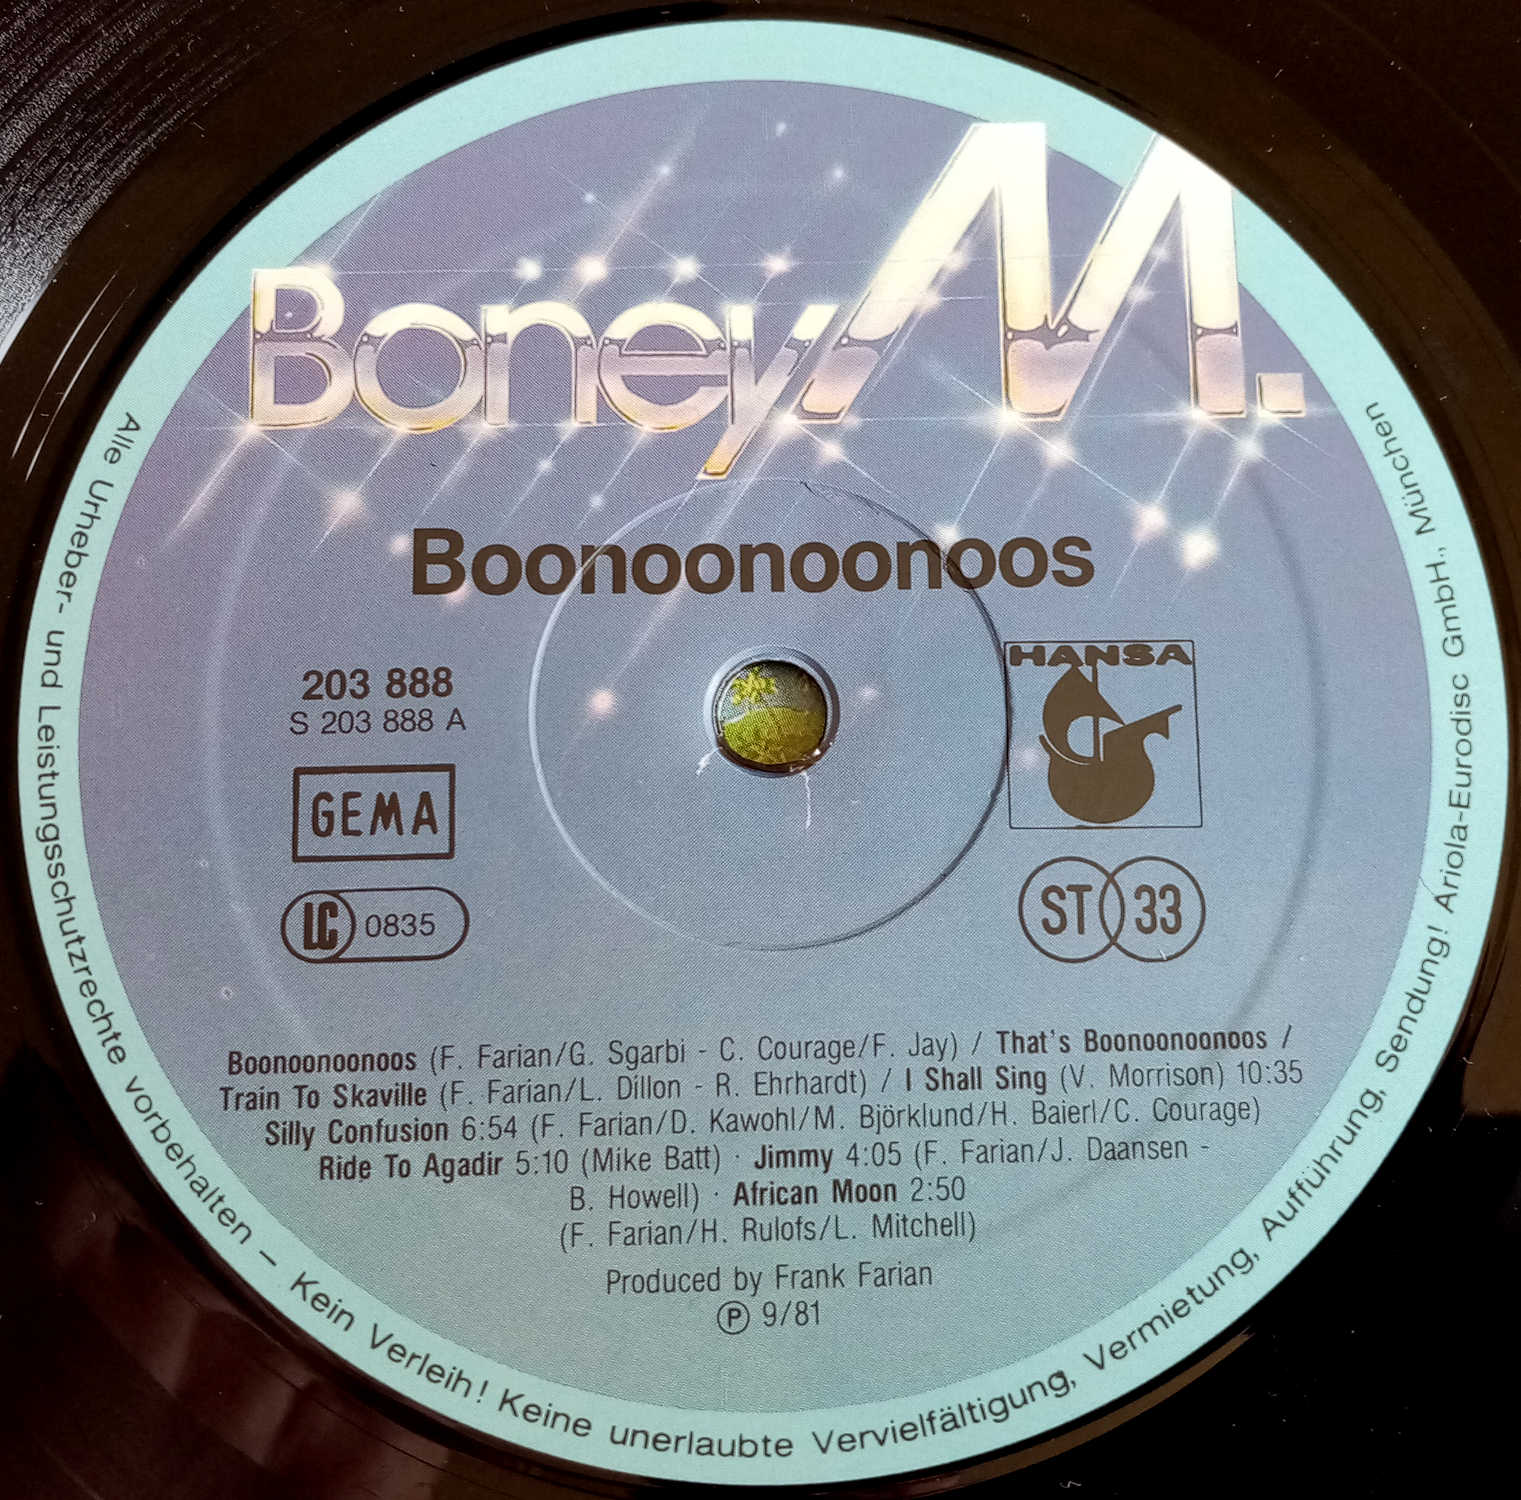 Boney M.
Boonoonoonoos
203 888
S 203 888 A
GEMA
LC 0835
HANSA
ST 33
Boonoonoonoos (F. Farian/G. Sgarbi - C. Courage/F. Jay) / That's Boonoonoonoos /
Train To Skaville (F. Farian/L. Dillon - R. Ehrhardt) / I Shall Sing (V. Morrison) 10:35
Silly Confusion 6:54 (F. Farian/D. Kawohl/M. Björklund/H. Baierl/C. Courage)
Ride To Agadir 5:10 (Mike Batt) · Jimmy 4:05 (F. Farian/J. Daansen -
B. Howell) · African Moon 2:50
(F. Farian/H. Rulofs/L. Mitchell)
Produced by Frank Farian
Ⓟ 9/81
Alle Urheber- und Leistungsschutzrechte vorbehalten – Kein Verleih! Keine unerlaubte Vervielfältigung, Vermietung, Aufführung, Sendung! Ariola-Eurodisc GmbH, München